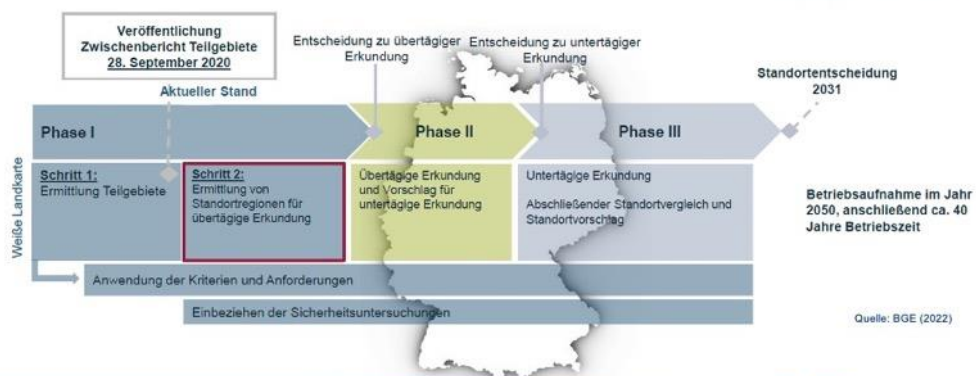 Veröffentlichung
Zwischenbericht Teilgebiete
28. September 2020
Aktueller Stand
Entscheidung zu übertägiger
Erkundung
Entscheidung zu untertägiger
Erkundung
Standortentscheidung
2031
Phase I
Phase II
Phase III
Weiße Landkarte
Schritt 1:
Ermittlung Teilgebiete
Schritt 2:
Ermittlung von
Standortregionen für
übertägige Erkundung
Übertägige Erkundung
und Vorschlag für
untertägige Erkundung
Untertägige Erkundung
Abschließender Standortvergleich und
Standortvorschlag
Betriebsaufnahme im Jahr
2050, anschließend ca. 40
Jahre Betriebszeit
Anwendung der Kriterien und Anforderungen
Einbeziehen der Sicherheitsuntersuchungen
Quelle: BGE (2022)